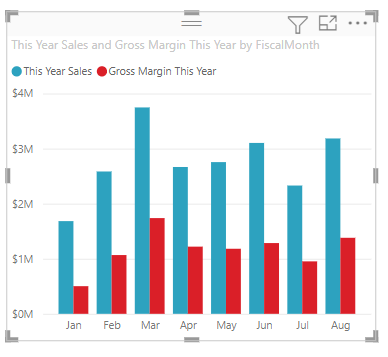 This Year Sales and Gross Margin This Year by FiscalMonth
This Year Sales Gross Margin This Year
$4M
$3M
$2M
$1M
$0M
Jan Feb Mar Apr May Jun Jul Aug